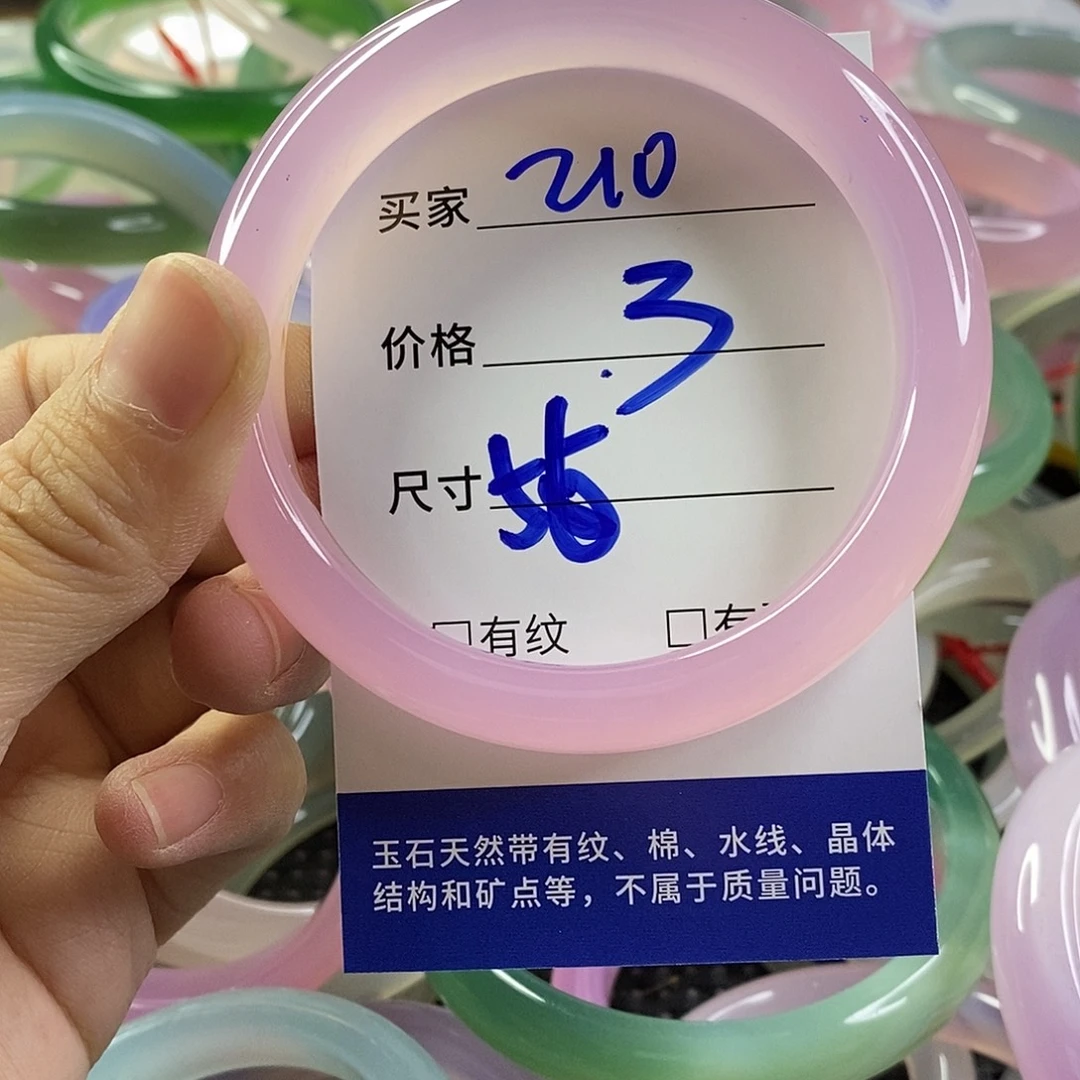 买家 210
价格 .3
尺寸 56
□有纹 □有
玉石天然带有纹、棉、水线、晶体
结构和矿点等，不属于质量问题。